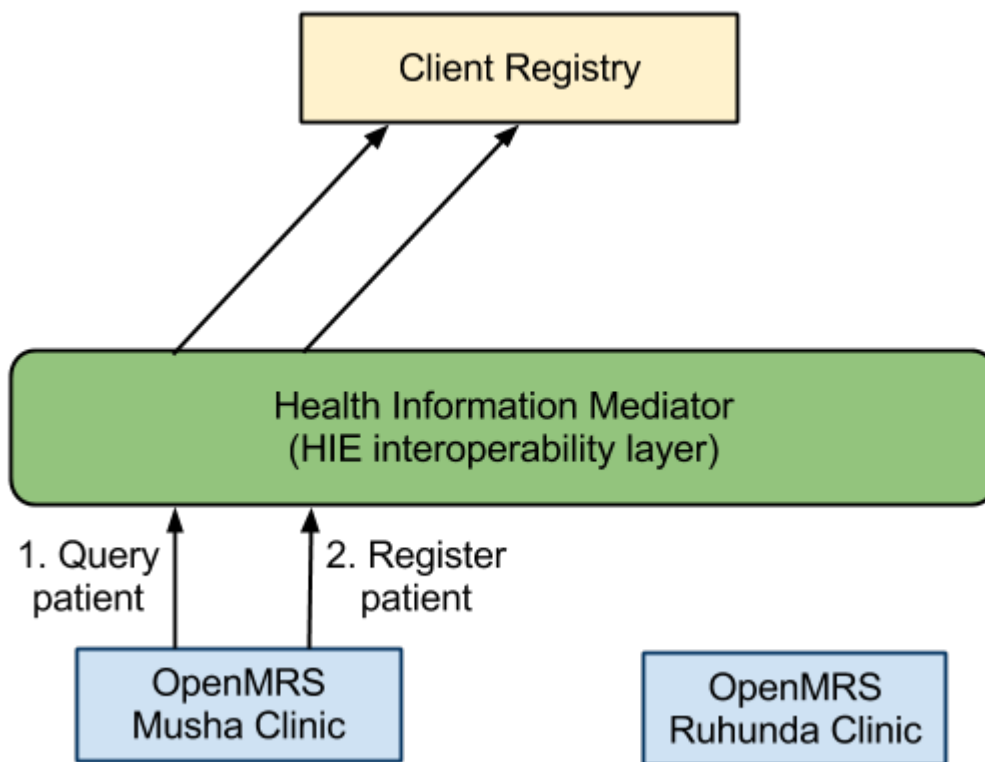 Client Registry
Health Information Mediator
(HIE interoperability layer)
1. Query
patient
2. Register
patient
OpenMRS
Musha Clinic
OpenMRS
Ruhunda Clinic